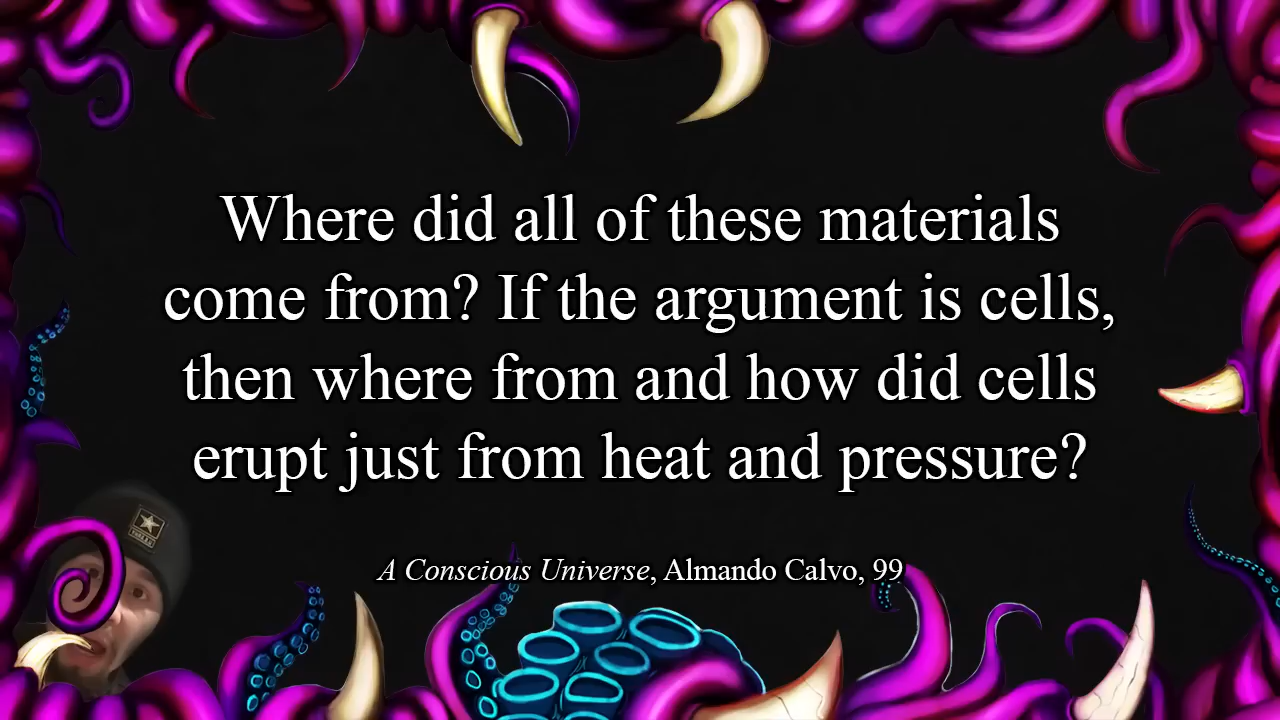 Where did all of these materials
come from? If the argument is cells,
then where from and how did cells
erupt just from heat and pressure?
A Conscious Universe, Almando Calvo, 99